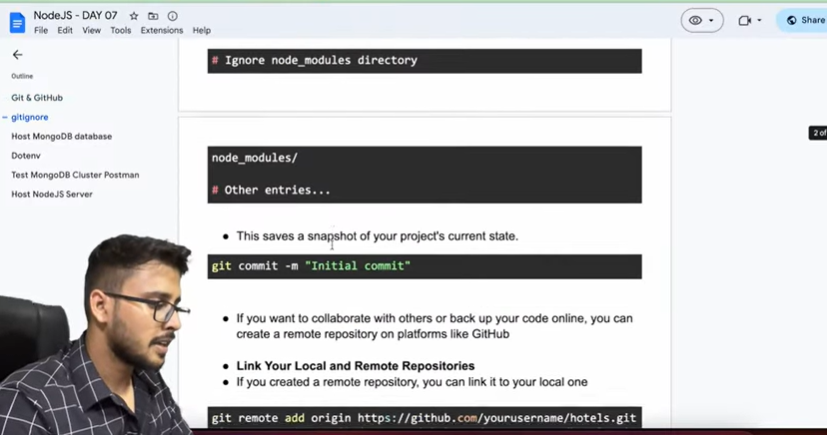 NodeJS - DAY 07
File Edit View Tools Extensions Help
Share
Outline
Git & GitHub
gitignore
Host MongoDB database
Dotenv
Test MongoDB Cluster Postman
Host NodeJS Server
# Ignore node_modules directory
2 of
node_modules/
# Other entries...
● This saves a snapshot of your project's current state.
git commit -m "Initial commit"
● If you want to collaborate with others or back up your code online, you can
create a remote repository on platforms like GitHub
● Link Your Local and Remote Repositories
● If you created a remote repository, you can link it to your local one
git remote add origin https://github.com/yourusername/hotels.git